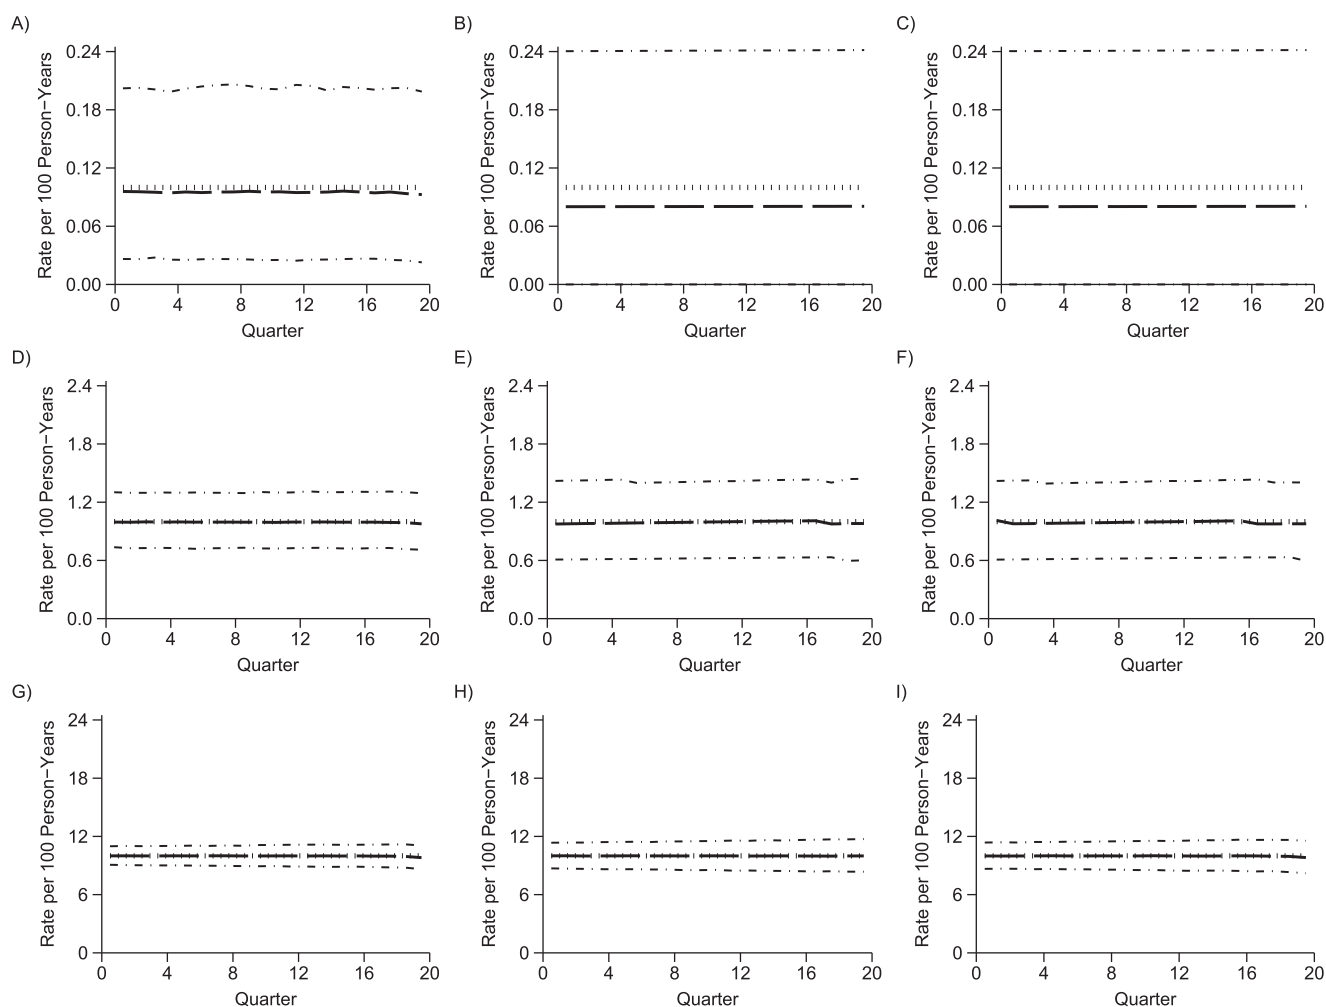 A)
Rate per 100 Person−Years
0.24
0.18
0.12
0.06
0.00
0 4 8 12 16 20
Quarter
B)
Rate per 100 Person−Years
0.24
0.18
0.12
0.06
0.00
0 4 8 12 16 20
Quarter
C)
Rate per 100 Person−Years
0.24
0.18
0.12
0.06
0.00
0 4 8 12 16 20
Quarter
D)
Rate per 100 Person−Years
2.4
1.8
1.2
0.6
0.0
0 4 8 12 16 20
Quarter
E)
Rate per 100 Person−Years
2.4
1.8
1.2
0.6
0.0
0 4 8 12 16 20
Quarter
F)
Rate per 100 Person−Years
2.4
1.8
1.2
0.6
0.0
0 4 8 12 16 20
Quarter
G)
Rate per 100 Person−Years
24
18
12
6
0
0 4 8 12 16 20
Quarter
H)
Rate per 100 Person−Years
24
18
12
6
0
0 4 8 12 16 20
Quarter
I)
Rate per 100 Person−Years
24
18
12
6
0
0 4 8 12 16 20
Quarter